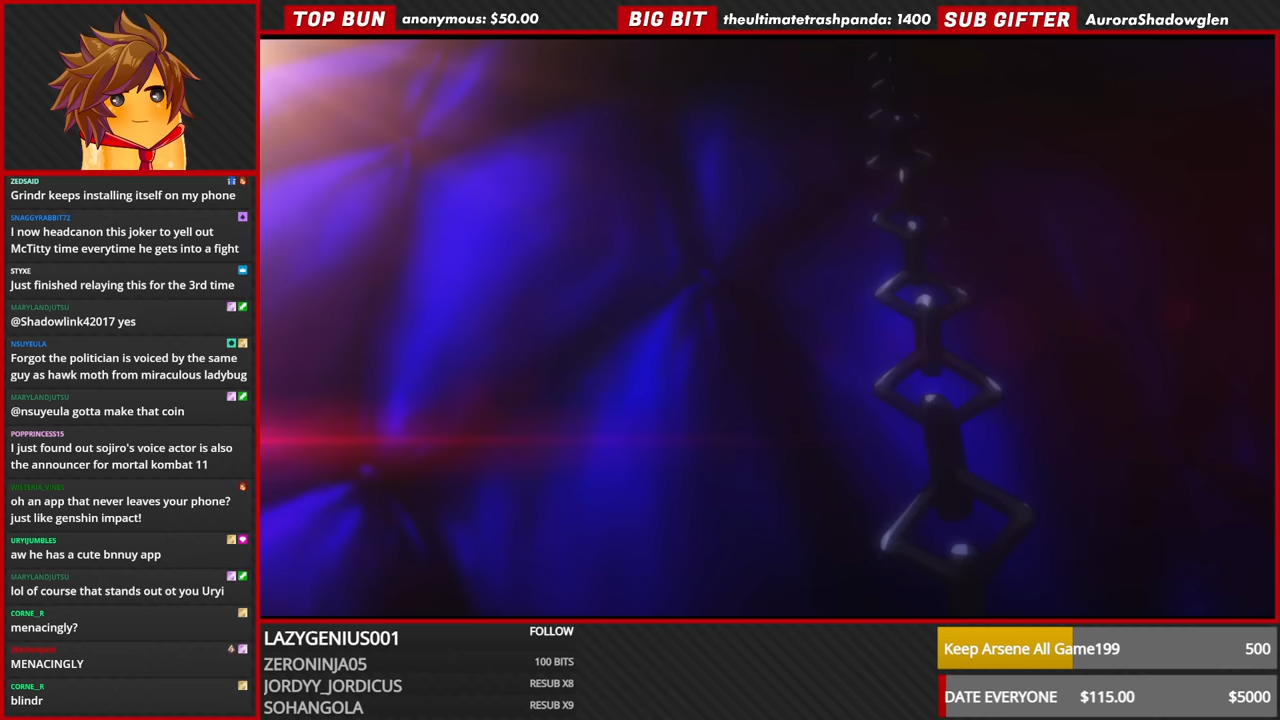 TOP BUN anonymous: $50.00 BIG BIT theultimatetrashpanda: 1400 SUB GIFTER AuroraShadowglen
ZEDSAID
Grindr keeps installing itself on my phone
SNAGGYRABBIT72
I now headcanon this joker to yell out
McTitty time everytime he gets into a fight
STYXE
Just finished relaying this for the 3rd time
MARYLANDJUTSU
@Shadowlink42017 yes
NSUYEULA
Forgot the politician is voiced by the same
guy as hawk moth from miraculous ladybug
MARYLANDJUTSU
@nsuyeula gotta make that coin
POPPRINCESS15
I just found out sojiro's voice actor is also
the announcer for mortal kombat 11
WISTERIA_VINES
oh an app that never leaves your phone?
just like genshin impact!
URYIJUMBLES
aw he has a cute bnnuy app
MARYLANDJUTSU
lol of course that stands out ot you Uryi
CORNE_R
menacingly?
MENACINGLY
CORNE_R
blindr
LAZYGENIUS001 FOLLOW
ZERONINJA05 100 BITS
JORDYY_JORDICUS RESUB X8
SOHANGOLA RESUB X9
Keep Arsene All Game199 500
DATE EVERYONE $115.00 $5000